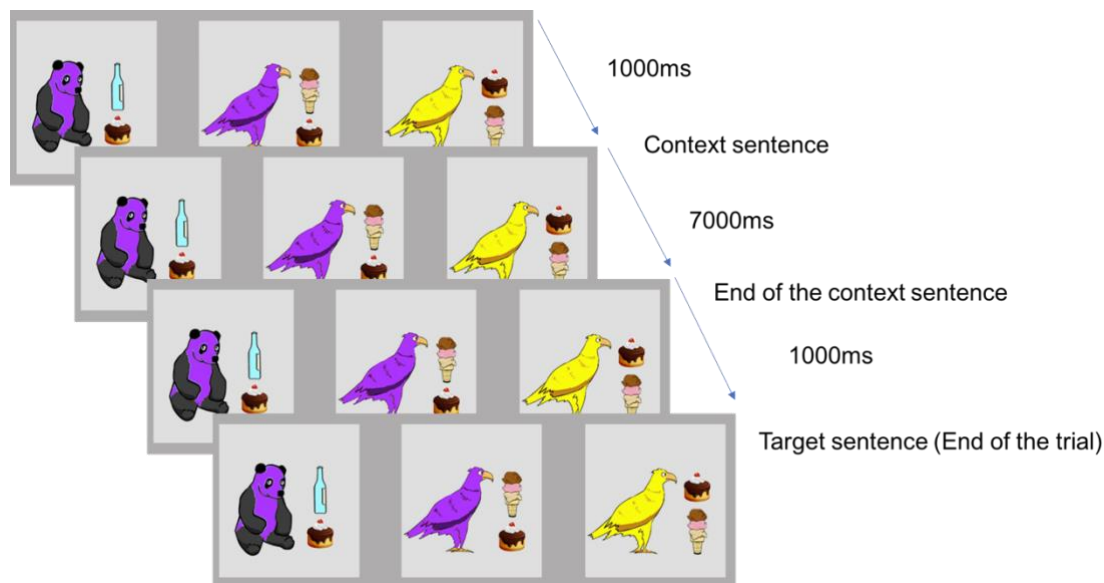 1000ms
Context sentence
7000ms
End of the context sentence
1000ms
Target sentence (End of the trial)